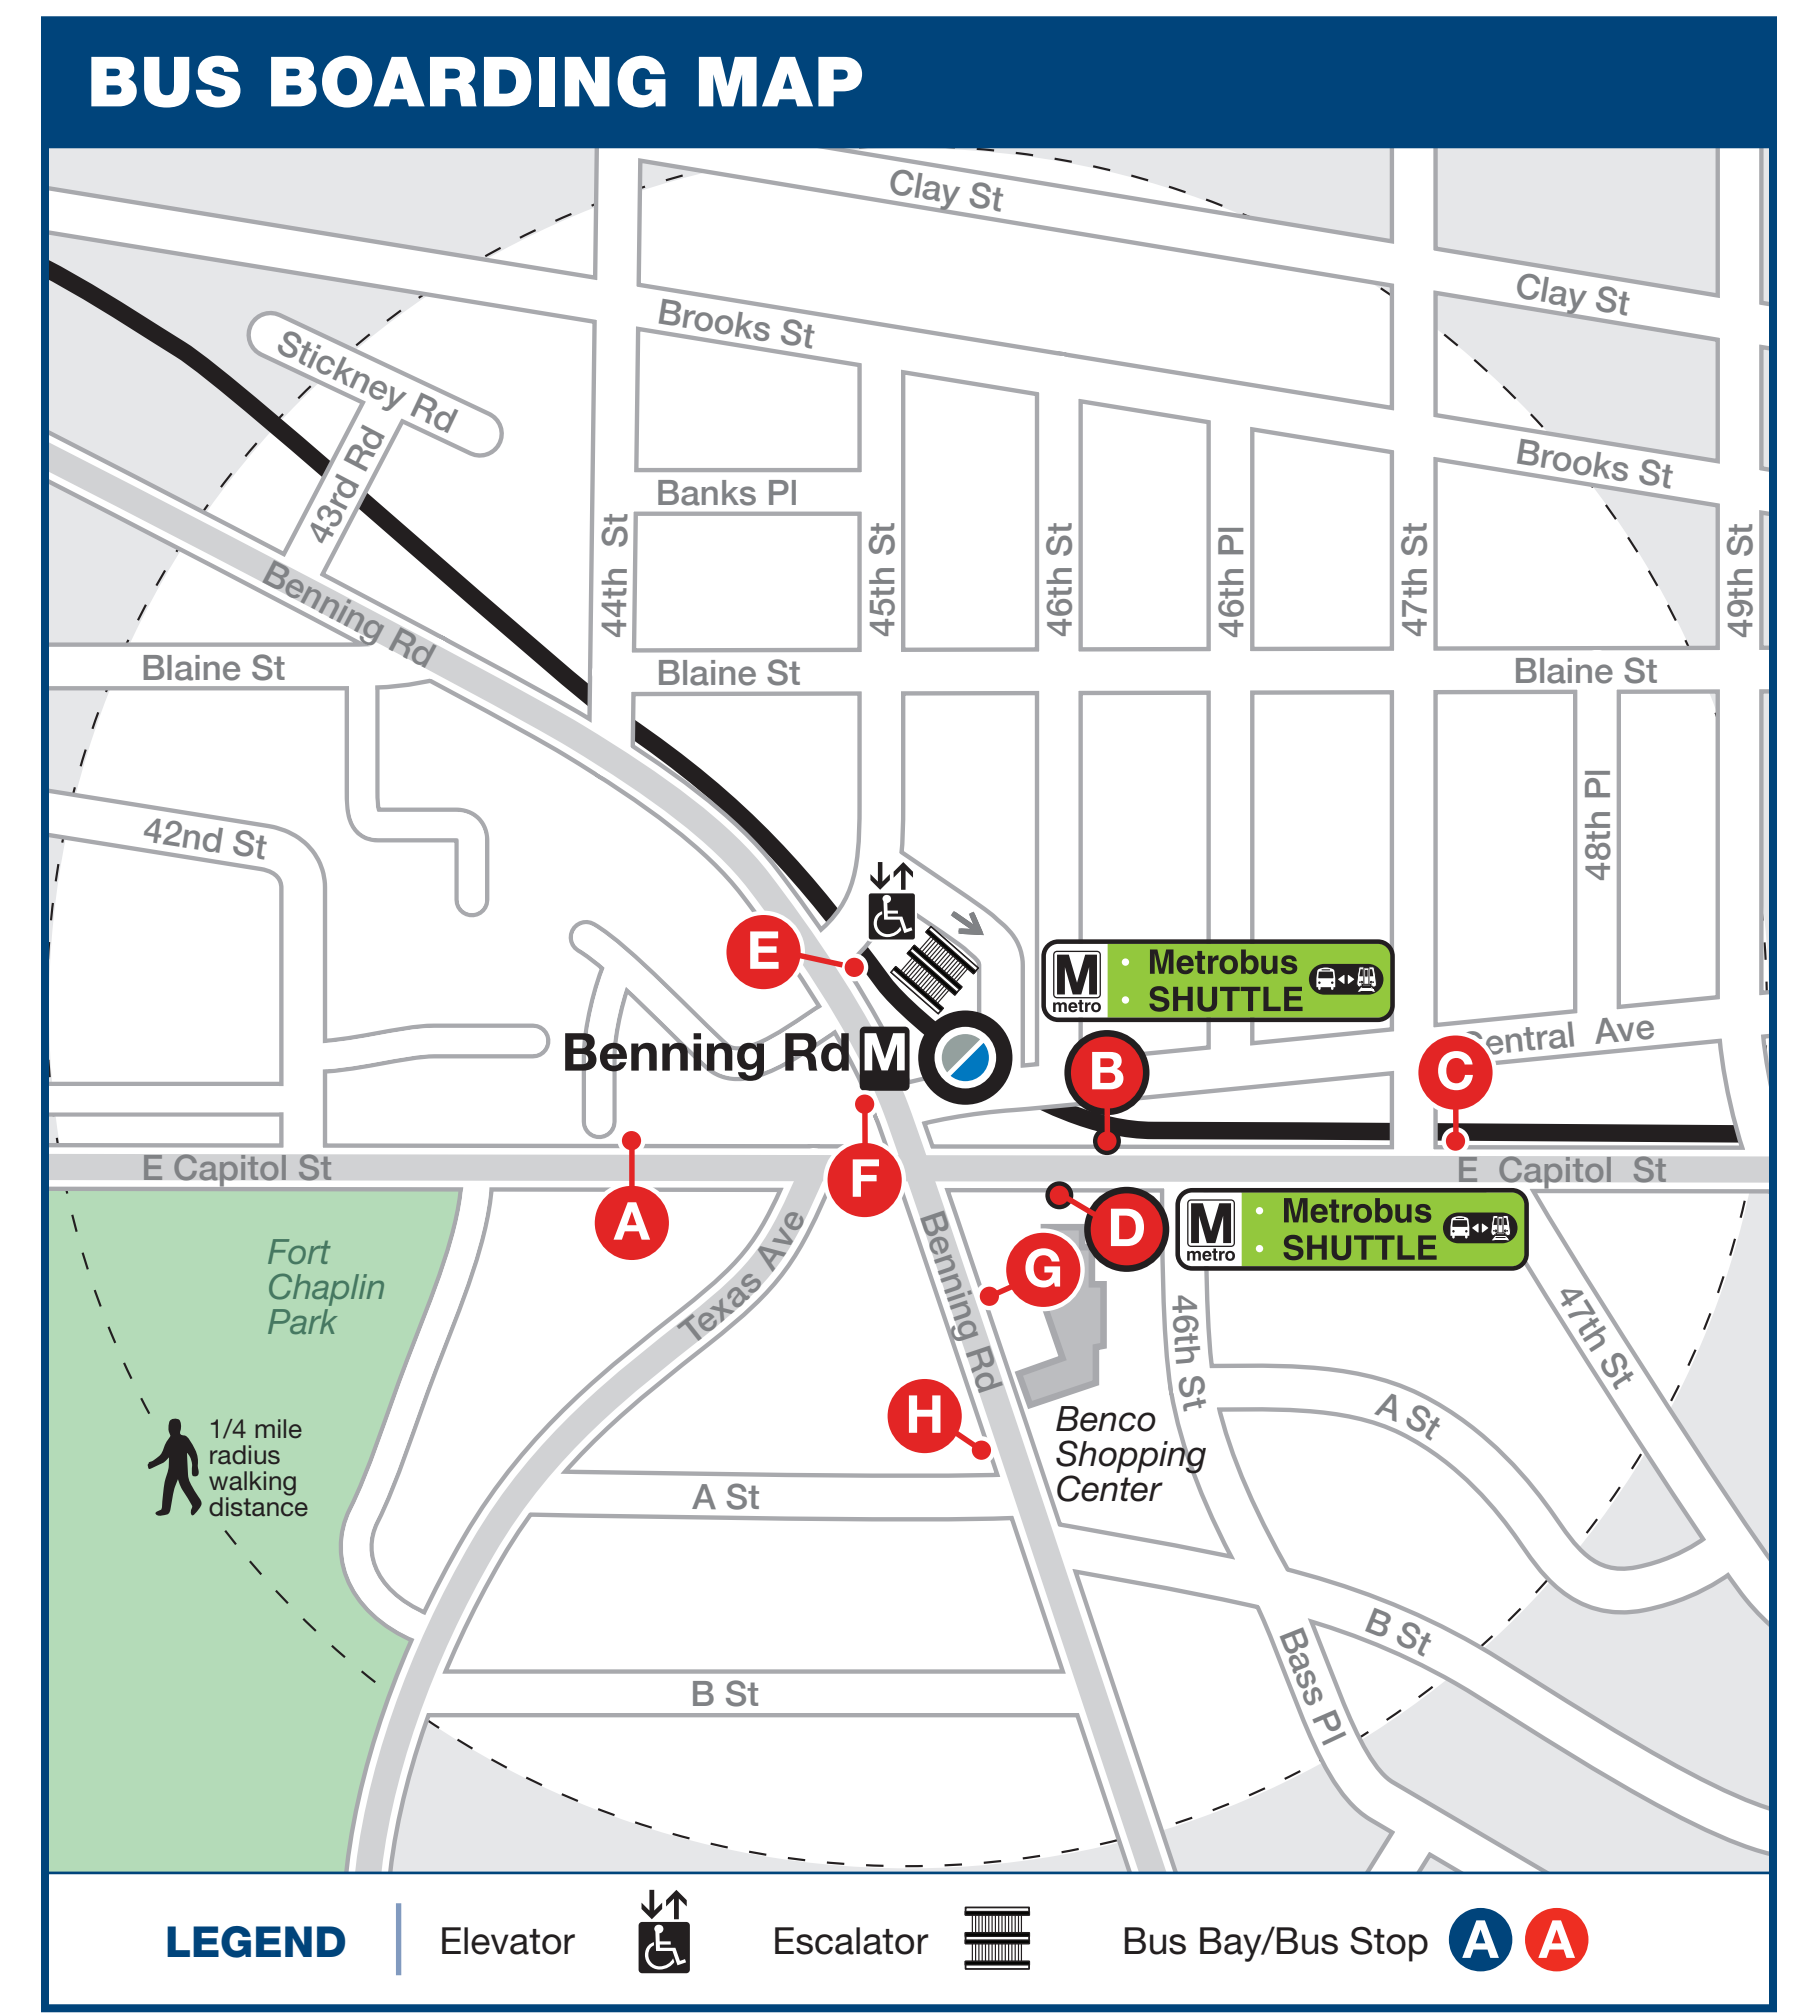 BUS BOARDING MAP
Clay St
Clay St
Brooks St
Stickney Rd
43rd Rd
Brooks St
Banks Pl
44th St
45th St
46th St
46th Pl
47th St
49th St
Benning Rd
Blaine St
Blaine St
Blaine St
42nd St
48th Pl
E
M
metro
• Metrobus
• SHUTTLE
Benning Rd M
B
C
Central Ave
E Capitol St
E Capitol St
A
F
D
M
metro
• Metrobus
• SHUTTLE
Fort
Chaplin
Park
Texas Ave
Benning Rd
G
46th St
47th St
H
Benco
Shopping
Center
A St
1/4 mile
radius
walking
distance
A St
B St
Bass Pl
B St
LEGEND
Elevator
Escalator
Bus Bay/Bus Stop A A